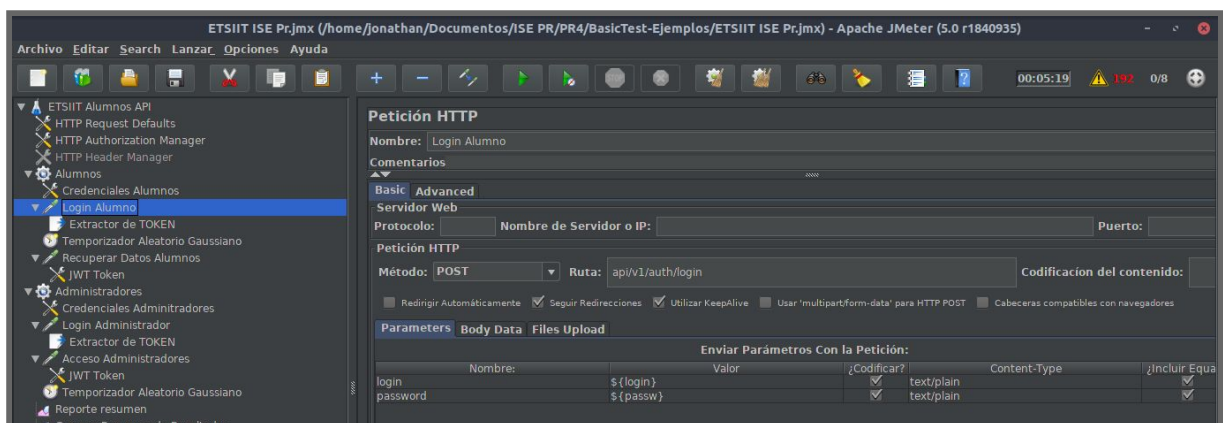 ETSIIT ISE Pr.jmx (/home/jonathan/Documentos/ISE PR/PR4/BasicTest-Ejemplos/ETSIIT ISE Pr.jmx) - Apache JMeter (5.0 r1840935)
Archivo Editar Search Lanzar Opciones Ayuda
00:05:19 192 0/8
ETSIIT Alumnos API
HTTP Request Defaults
HTTP Authorization Manager
HTTP Header Manager
Alumnos
Credenciales Alumnos
Login Alumno
Extractor de TOKEN
Temporizador Aleatorio Gaussiano
Recuperar Datos Alumnos
JWT Token
Administradores
Credenciales Adminitradores
Login Administrador
Extractor de TOKEN
Acceso Administradores
JWT Token
Temporizador Aleatorio Gaussiano
Reporte resumen
Petición HTTP
Nombre: Login Alumno
Comentarios
Basic Advanced
Servidor Web
Protocolo: Nombre de Servidor o IP: Puerto:
Petición HTTP
Método: POST Ruta: api/v1/auth/login Codificacíon del contenido:
Redirigir Automáticamente Seguir Redirecciones Utilizar KeepAlive Usar 'multipart/form-data' para HTTP POST Cabeceras compatibles con navegadores
Parameters Body Data Files Upload
Enviar Parámetros Con la Petición:
Nombre: Valor ¿Codificar? Content-Type ¿Incluir Equa
login ${login} text/plain
password ${passw} text/plain